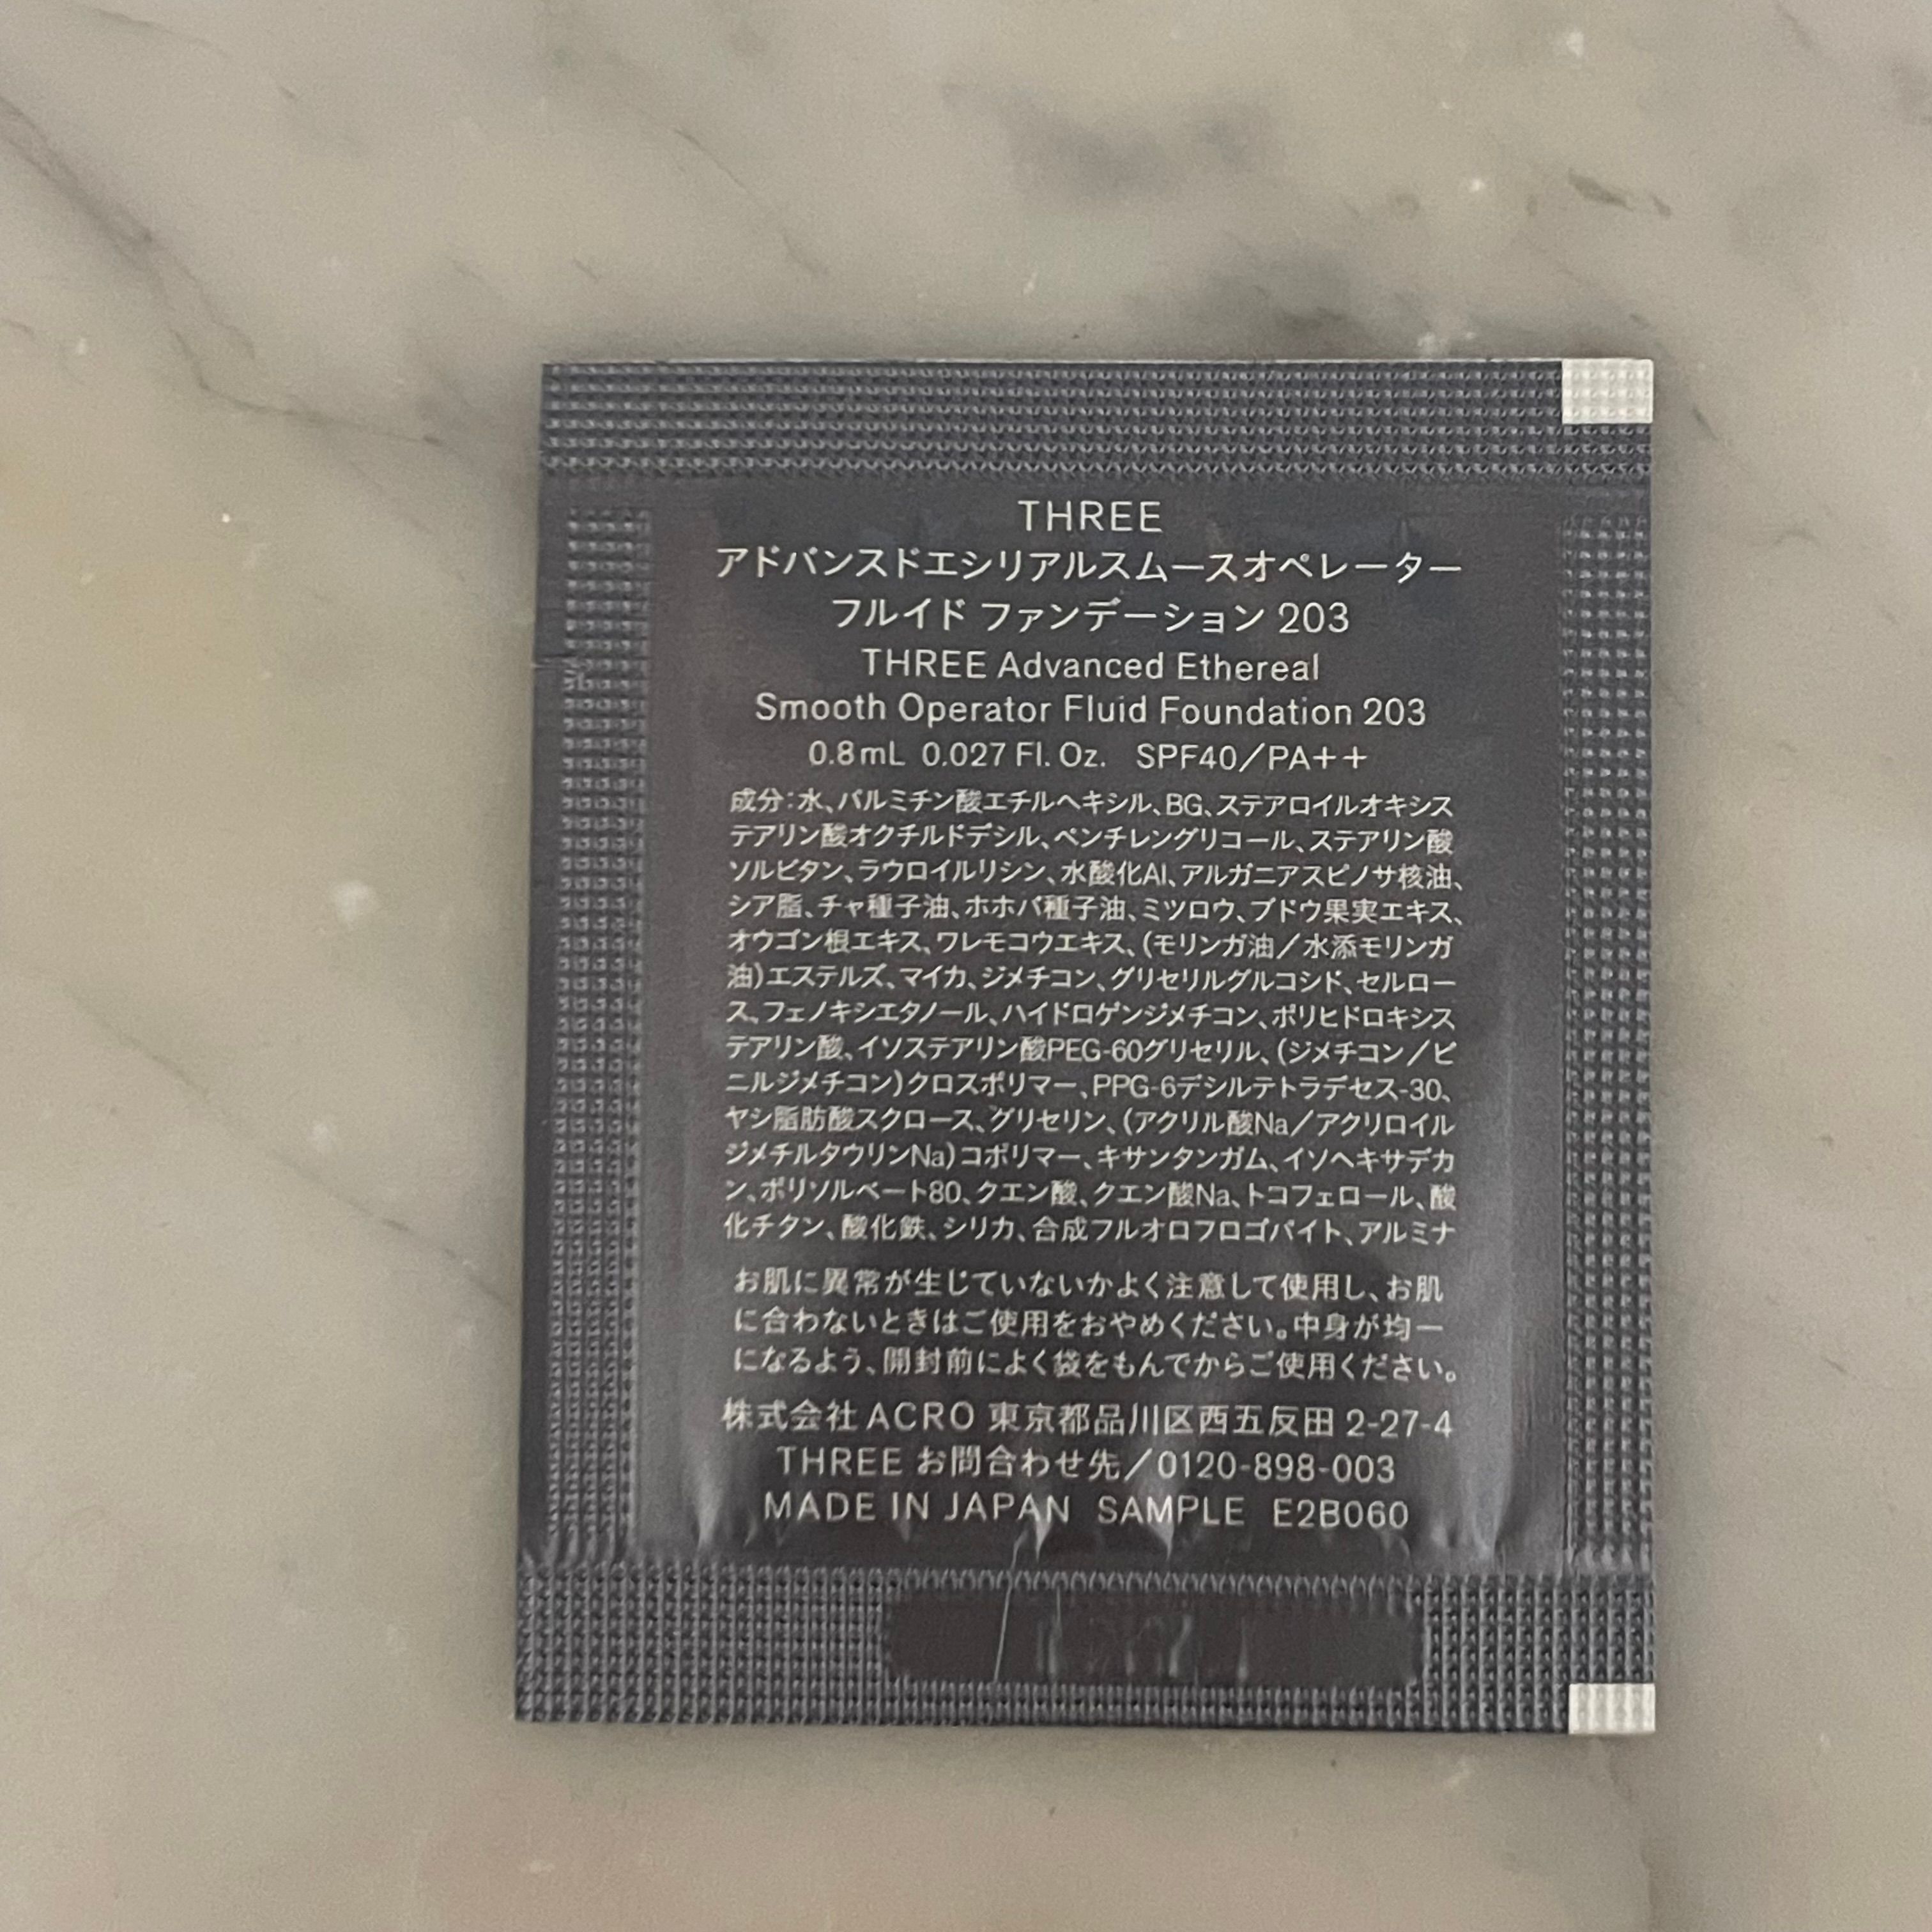 THREE
アドバンスドエシリアルスムースオペレーター
フルイド ファンデーション 203
THREE Advanced Ethereal
Smooth Operator Fluid Foundation 203
0.8mL 0.027 Fl. Oz. SPF40/PA++
成分:水、パルミチン酸エチルヘキシル、BG、ステアロイルオキシス
テアリン酸オクチルドデシル、ペンチレングリコール、ステアリン酸
ソルビタン、ラウロイルリシン、水酸化Al、アルガニアスピノサ核油、
シア脂、チャ種子油、ホホバ種子油、ミツロウ、ブドウ果実エキス、
オウゴン根エキス、ワレモコウエキス、(モリンガ油/水添モリンガ
油)エステルズ、マイカ、ジメチコン、グリセリルグルコシド、セルロー
ス、フェノキシエタノール、ハイドロゲンジメチコン、ポリヒドロキシス
テアリン酸、イソステアリン酸PEG-60グリセリル、(ジメチコン/ビ
ニルジメチコン)クロスポリマー、PPG-6デシルテトラデセス-30、
ヤシ脂肪酸スクロース、グリセリン、(アクリル酸Na/アクリロイル
ジメチルタウリンNa)コポリマー、キサンタンガム、イソヘキサデカ
ン、ポリソルベート80、クエン酸、クエン酸Na、トコフェロール、酸
化チタン、酸化鉄、シリカ、合成フルオロフロゴパイト、アルミナ
お肌に異常が生じていないかよく注意して使用し、お肌
に合わないときはご使用をおやめください。中身が均一
になるよう、開封前によく袋をもんでからご使用ください。
株式会社 ACRO 東京都品川区西五反田 2-27-4
THREE お問合わせ先/0120-898-003
MADE IN JAPAN SAMPLE E2B060